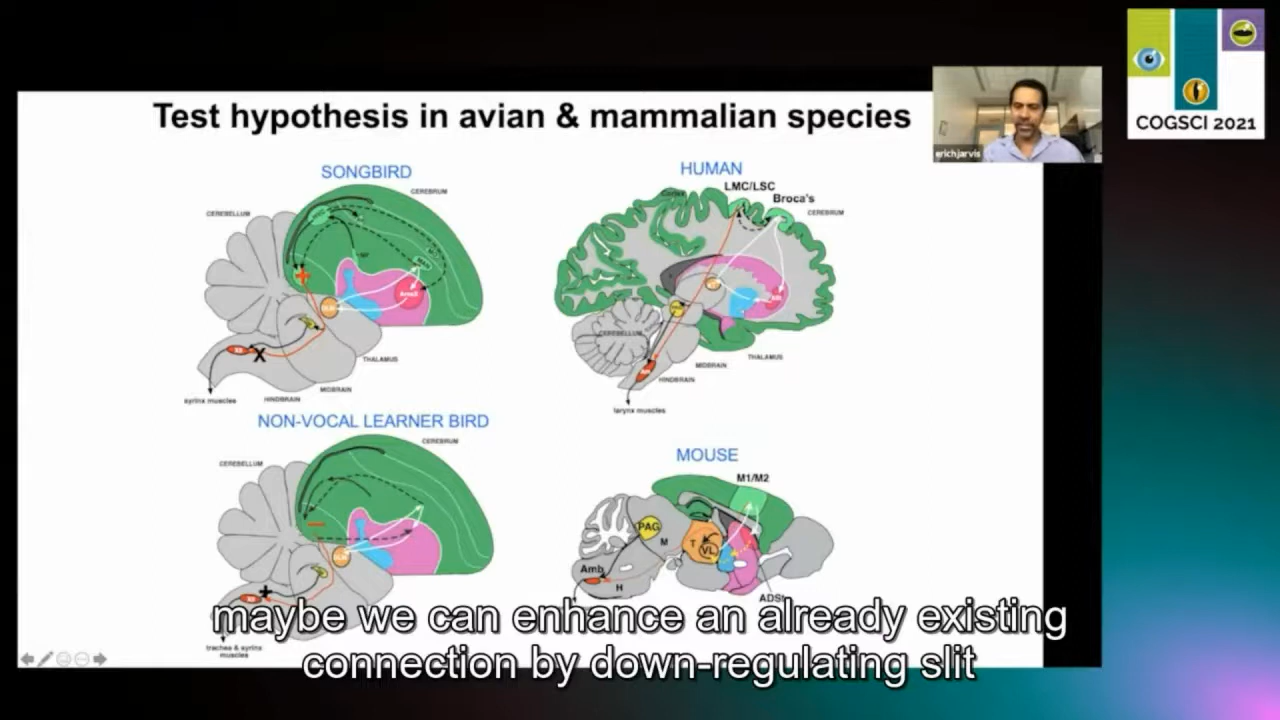 Test hypothesis in avian & mammalian species
COGSCI 2021
erichjarvis
SONGBIRD
CEREBRUM
CEREBELLUM
THALAMUS
MIDBRAIN
HINDBRAIN
syrinx muscles
X
HUMAN
LMC/LSC
Broca's
CEREBRUM
CEREBELLUM
THALAMUS
MIDBRAIN
HINDBRAIN
larynx muscles
NON-VOCAL LEARNER BIRD
CEREBRUM
CEREBELLUM
trachea & syrinx
muscles
MOUSE
M1/M2
PAG
M
T
VL
Amb
H
maybe we can enhance an already existing
connection by down-regulating slit